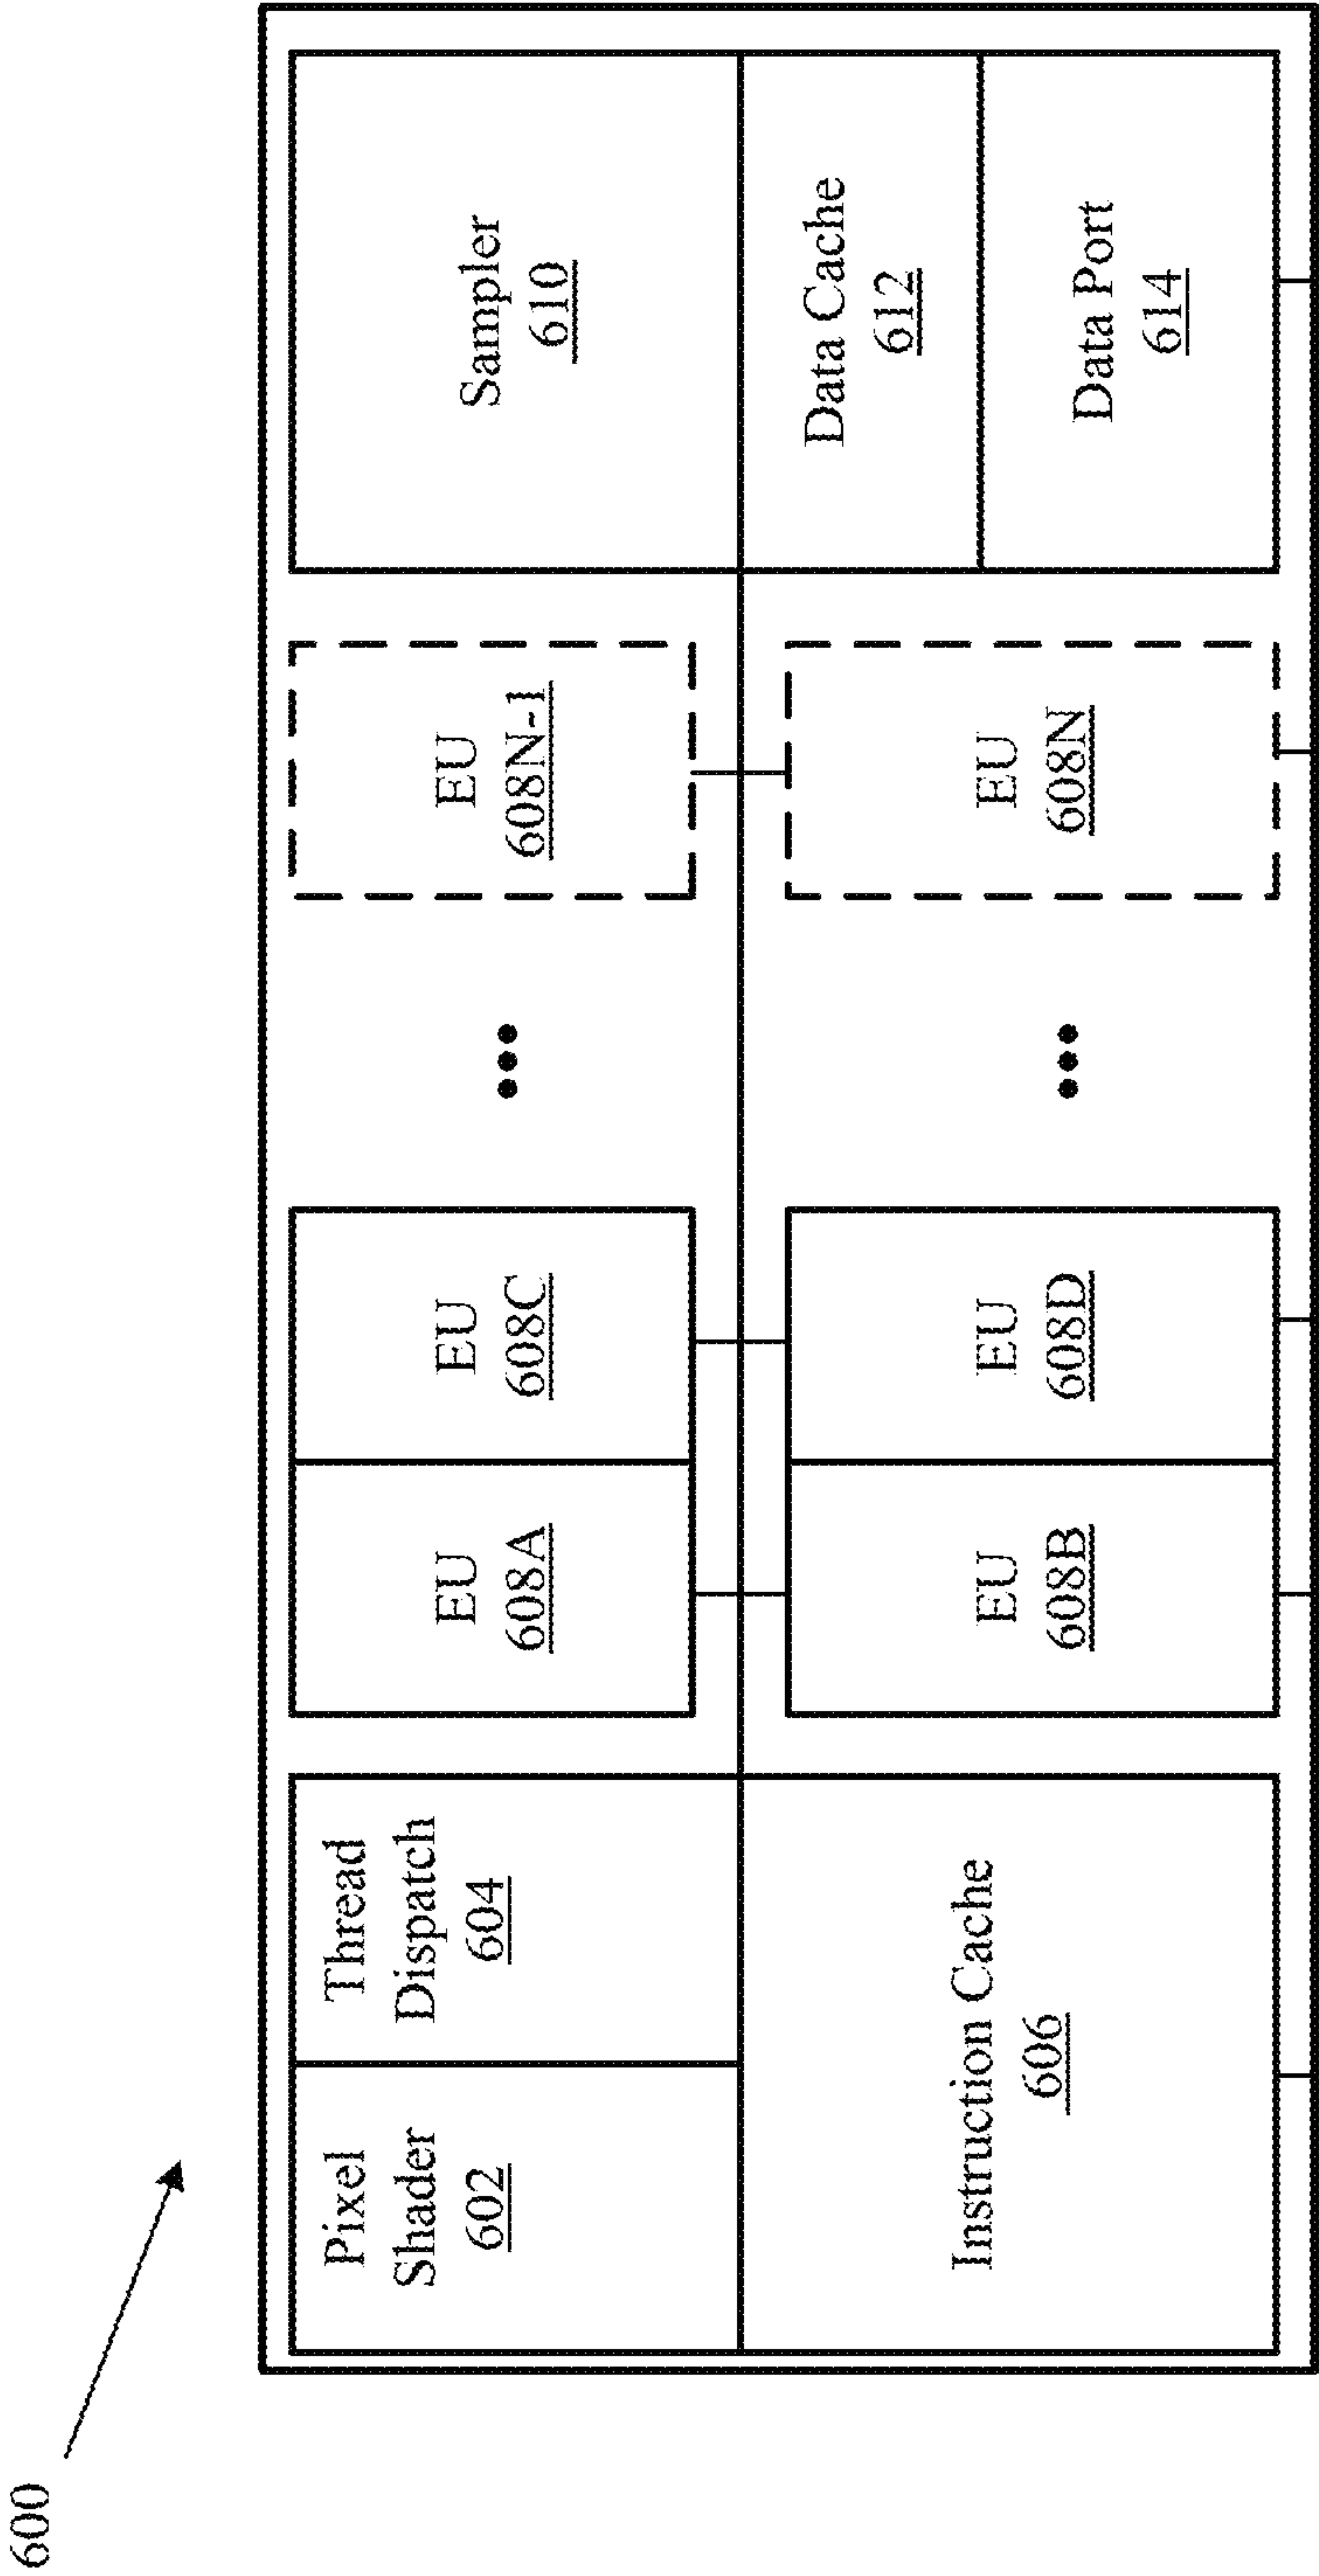 600
Pixel
Shader
602
Thread
Dispatch
604
Instruction Cache
606
EU
608A
EU
608C
EU
608B
EU
608D
EU
608N-1
EU
608N
Sampler
610
Data Cache
612
Data Port
614